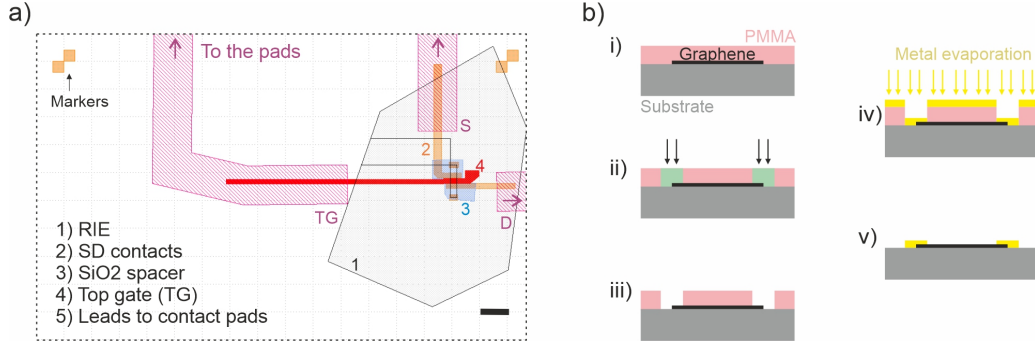 a)
To the pads
Markers
S
2
4
TG
3
D
1
1) RIE
2) SD contacts
3) SiO2 spacer
4) Top gate (TG)
5) Leads to contact pads
b)
i)
PMMA
Graphene
Substrate
ii)
iii)
Metal evaporation
iv)
v)